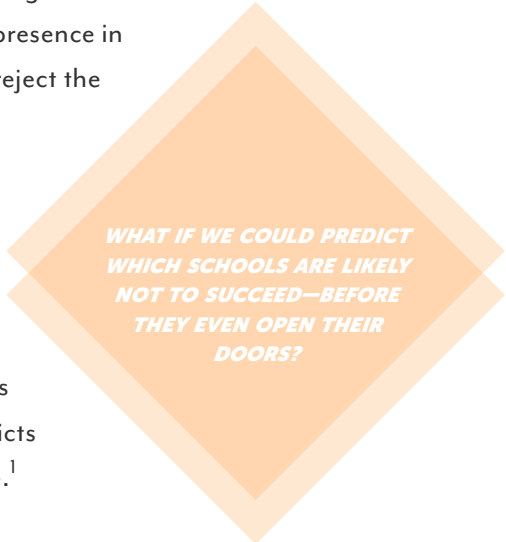 presence in
reject the
WHAT IF WE COULD PREDICT
WHICH SCHOOLS ARE LIKELY
NOT TO SUCCEED—BEFORE
THEY EVEN OPEN THEIR
DOORS?
s
icts
.1